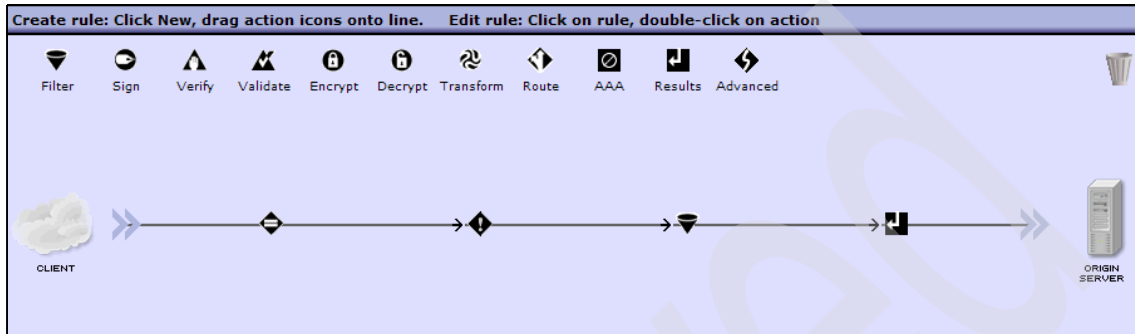 Create rule: Click New, drag action icons onto line. Edit rule: Click on rule, double-click on action
Filter Sign Verify Validate Encrypt Decrypt Transform Route AAA Results Advanced
CLIENT
ORIGIN
SERVER